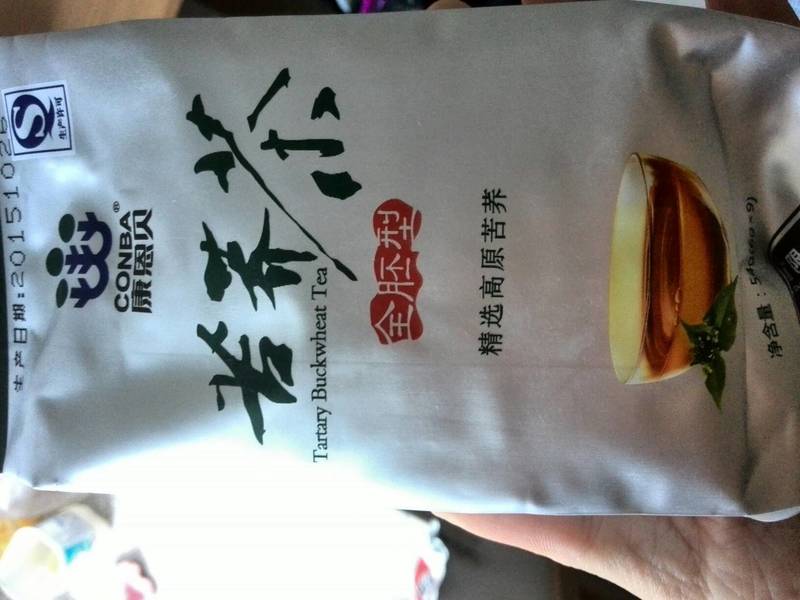 生产日期:20151026
生产许可
CONBA®
康恩贝
苦荞茶
Tartary Buckwheat Tea
全胚型
精选高原苦荞
净含量: